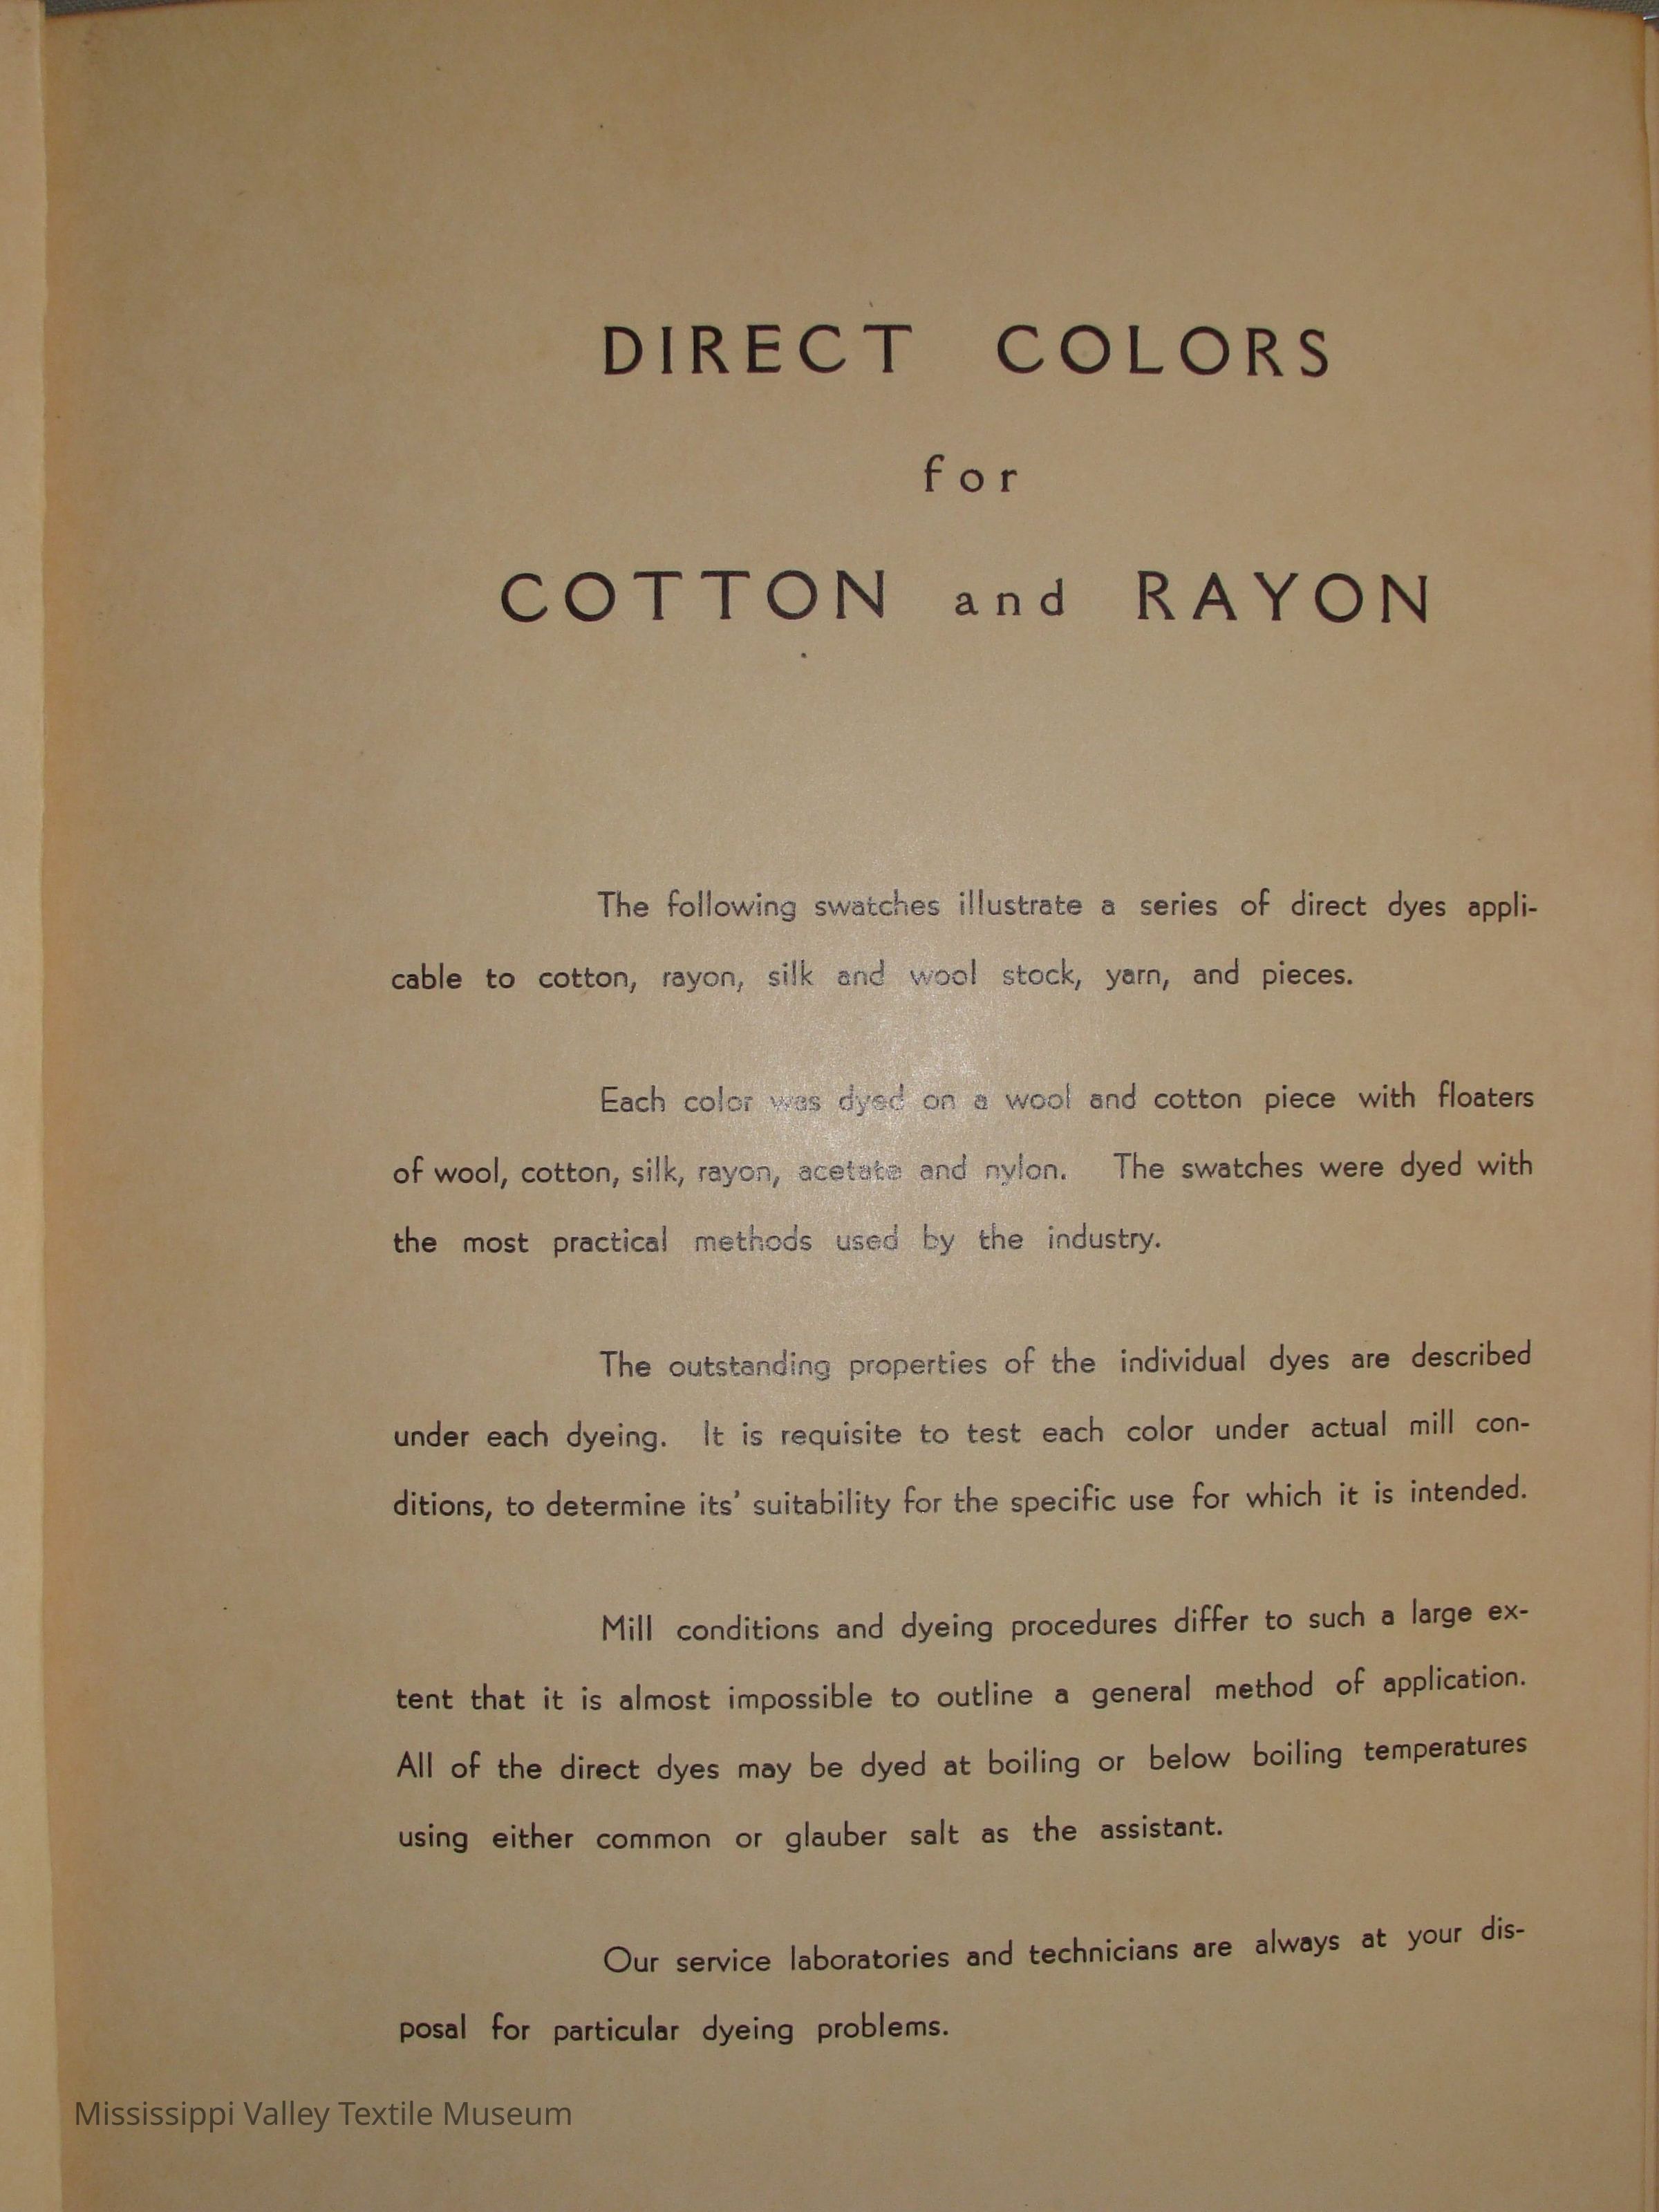 DIRECT COLORS
for
COTTON and RAYON
The following swatches illustrate a series of direct dyes appli-
cable to cotton, rayon, silk and wool stock, yarn, and pieces.
Each color was dyed on a wool and cotton piece with floaters
of wool, cotton, silk, rayon, acetate and nylon. The swatches were dyed with
the most practical methods used by the industry.
The outstanding properties of the individual dyes are described
under each dyeing. It is requisite to test each color under actual mill con-
ditions, to determine its' suitability for the specific use for which it is intended.
Mill conditions and dyeing procedures differ to such a large ex-
tent that it is almost impossible to outline a general method of application.
All of the direct dyes may be dyed at boiling or below boiling temperatures
using either common or glauber salt as the assistant.
Our service laboratories and technicians are always at your dis-
posal for particular dyeing problems.
Mississippi Valley Textile Museum